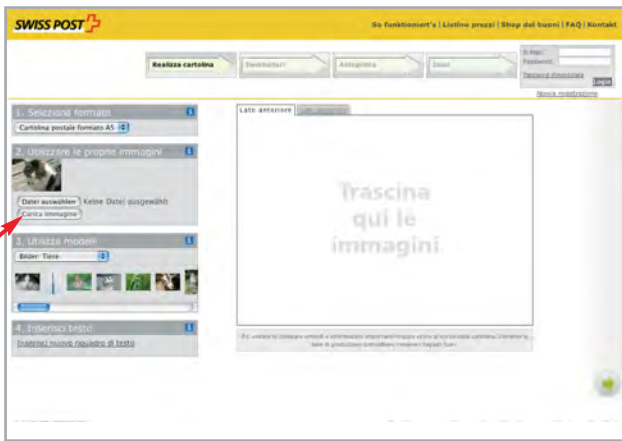 SWISS POST
So funktioniert's | Listino prezzi | Shop dei buoni | FAQ | Kontakt
Realizza cartolina
Destinatari
Anteprima
Invio
E-Mail:
Password:
Password dimenticata
Login
Nuova registrazione
1. Seleziona formato
Cartolina postale formato A5
2. Utilizzare le proprie immagini
Datei auswählen Keine Datei ausgewählt
Carica immagine
3. Utilizza modelli
Bilder: Tiere
4. Inserisci testo
Inserisci nuovo riquadro di testo
Lato anteriore
Trascina
qui le
immagini